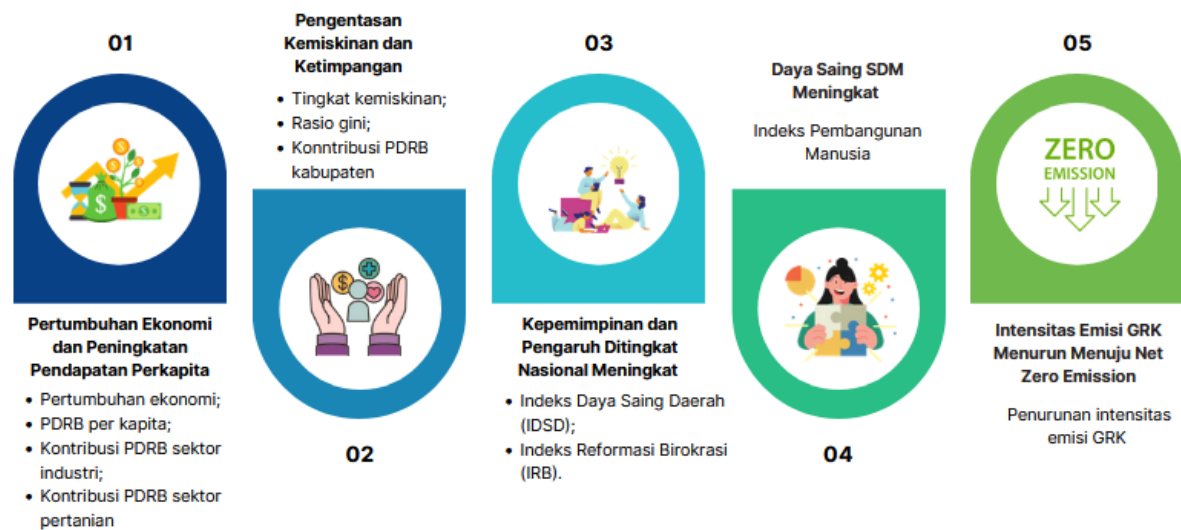 01
Pertumbuhan Ekonomi
dan Peningkatan
Pendapatan Perkapita
• Pertumbuhan ekonomi;
• PDRB per kapita;
• Kontribusi PDRB sektor
industri;
• Kontribusi PDRB sektor
pertanian
Pengentasan
Kemiskinan dan
Ketimpangan
• Tingkat kemiskinan;
• Rasio gini;
• Konntribusi PDRB
kabupaten
02
03
Kepemimpinan dan
Pengaruh Ditingkat
Nasional Meningkat
• Indeks Daya Saing Daerah
(IDSD);
• Indeks Reformasi Birokrasi
(IRB).
Daya Saing SDM
Meningkat
Indeks Pembangunan
Manusia
04
05
ZERO
EMISSION
Intensitas Emisi GRK
Menurun Menuju Net
Zero Emission
Penurunan intensitas
emisi GRK